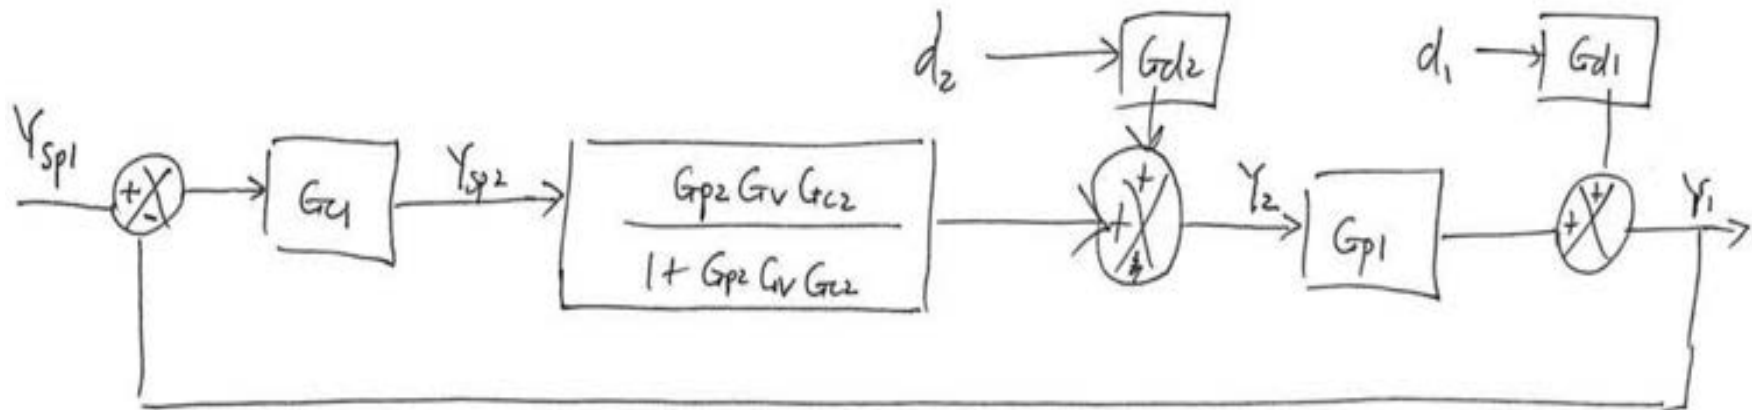 d₂
Gd2
d₁
Gd1
Ysp1
+
-
Gc1
Ysp2
Gp2 Gv Gc2
1 + Gp2 Gv Gc2
+
+
Y₂
Gp1
+
+
Y₁